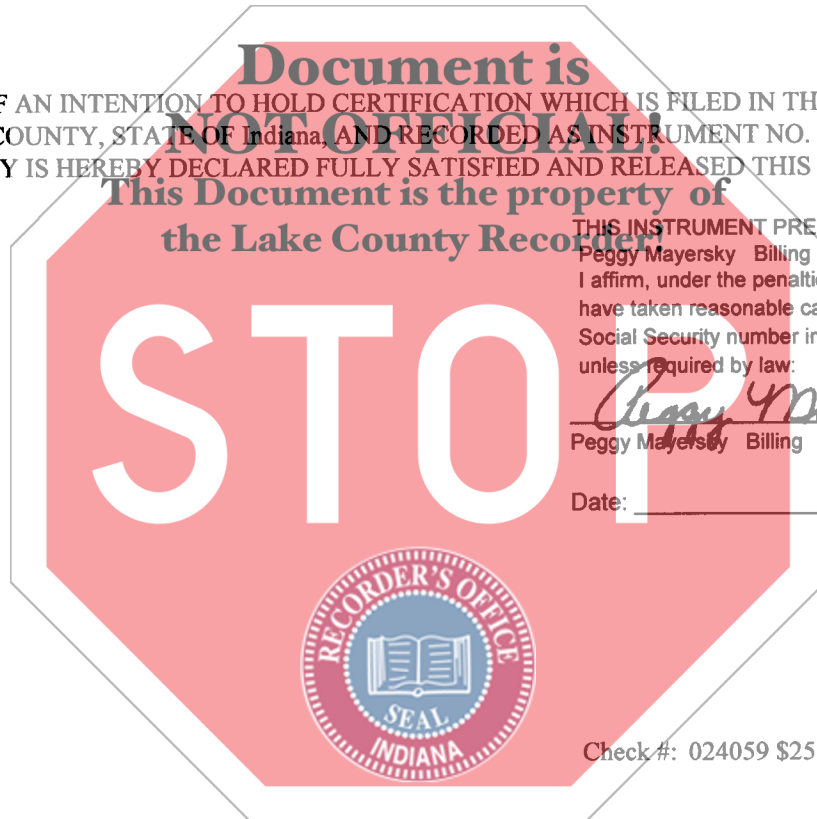 Document is
F AN INTENTION TO HOLD CERTIFICATION WHICH IS FILED IN TH
COUNTY, STATE OF Indiana, AND RECORDED AS INSTRUMENT NO.
NOT OFFICIAL!
Y IS HEREBY DECLARED FULLY SATISFIED AND RELEASED THIS
This Document is the property of
the Lake County Recorder!
THIS INSTRUMENT PRE
Peggy Mayersky Billing
I affirm, under the penaltie
have taken reasonable ca
Social Security number in
unless required by law:
STOP
Peggy M
Peggy Mayersky Billing
Date:
RECORDER'S OFFICE
SEAL
INDIANA
Check #: 024059 $25